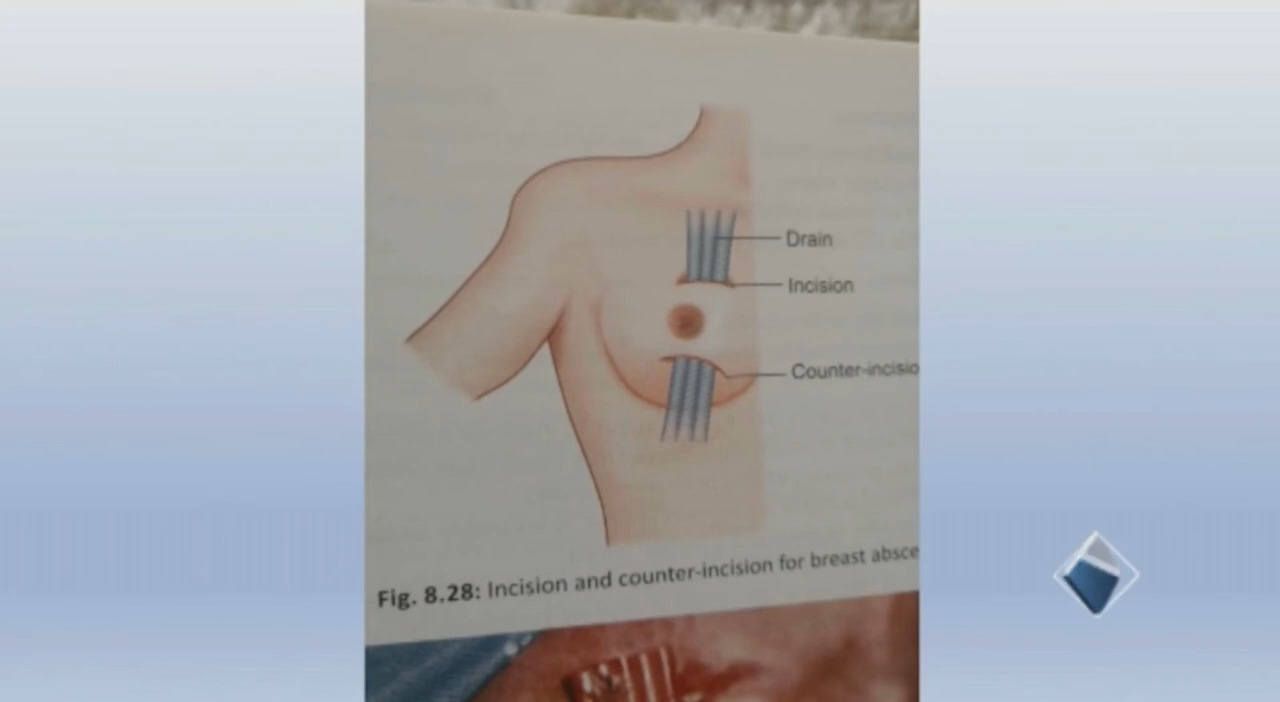 Drain
Incision
Counter-incisio
Fig. 8.28: Incision and counter-incision for breast absce